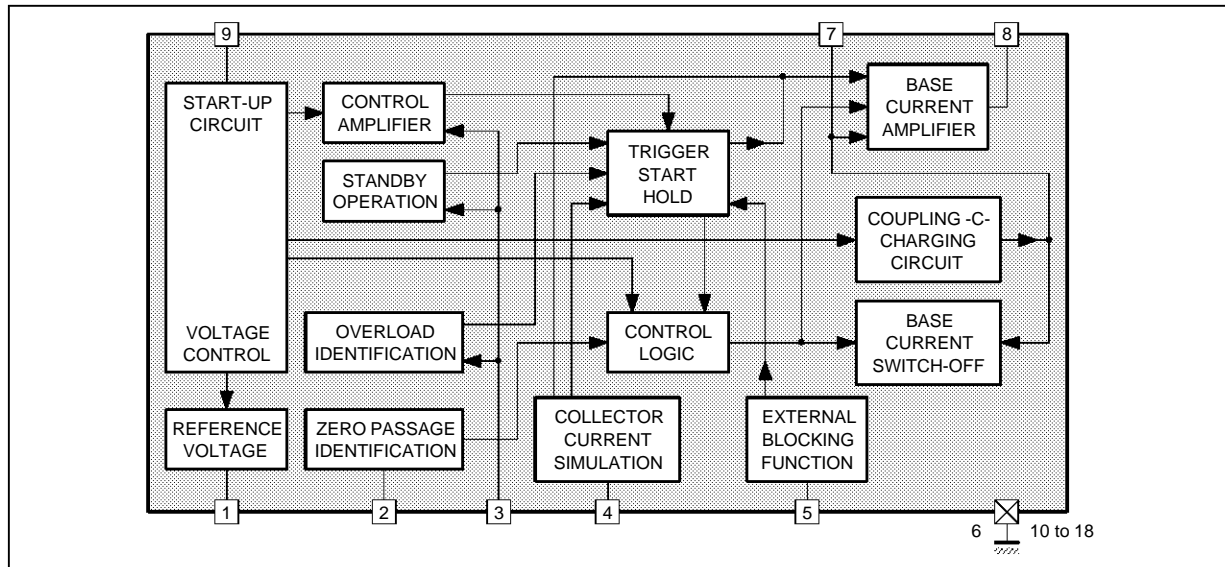 9
7
8
START-UP
CIRCUIT
CONTROL
AMPLIFIER
BASE
CURRENT
AMPLIFIER
TRIGGER
START
HOLD
STANDBY
OPERATION
COUPLING -C-
CHARGING
CIRCUIT
VOLTAGE
CONTROL
OVERLOAD
IDENTIFICATION
CONTROL
LOGIC
BASE
CURRENT
SWITCH-OFF
REFERENCE
VOLTAGE
ZERO PASSAGE
IDENTIFICATION
COLLECTOR
CURRENT
SIMULATION
EXTERNAL
BLOCKING
FUNCTION
1
2
3
4
5
6
10 to 18